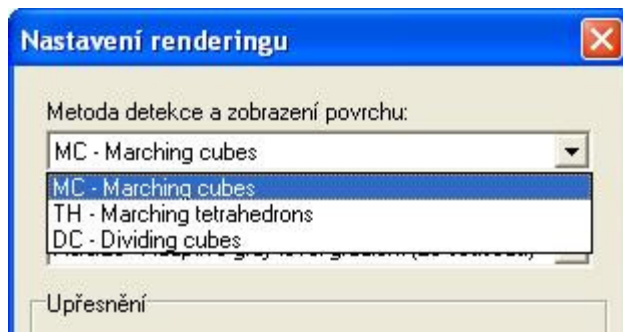 Nastavení renderingu
Metoda detekce a zobrazení povrchu:
MC - Marching cubes
MC - Marching cubes
TH - Marching tetrahedrons
DC - Dividing cubes
Upřesnění